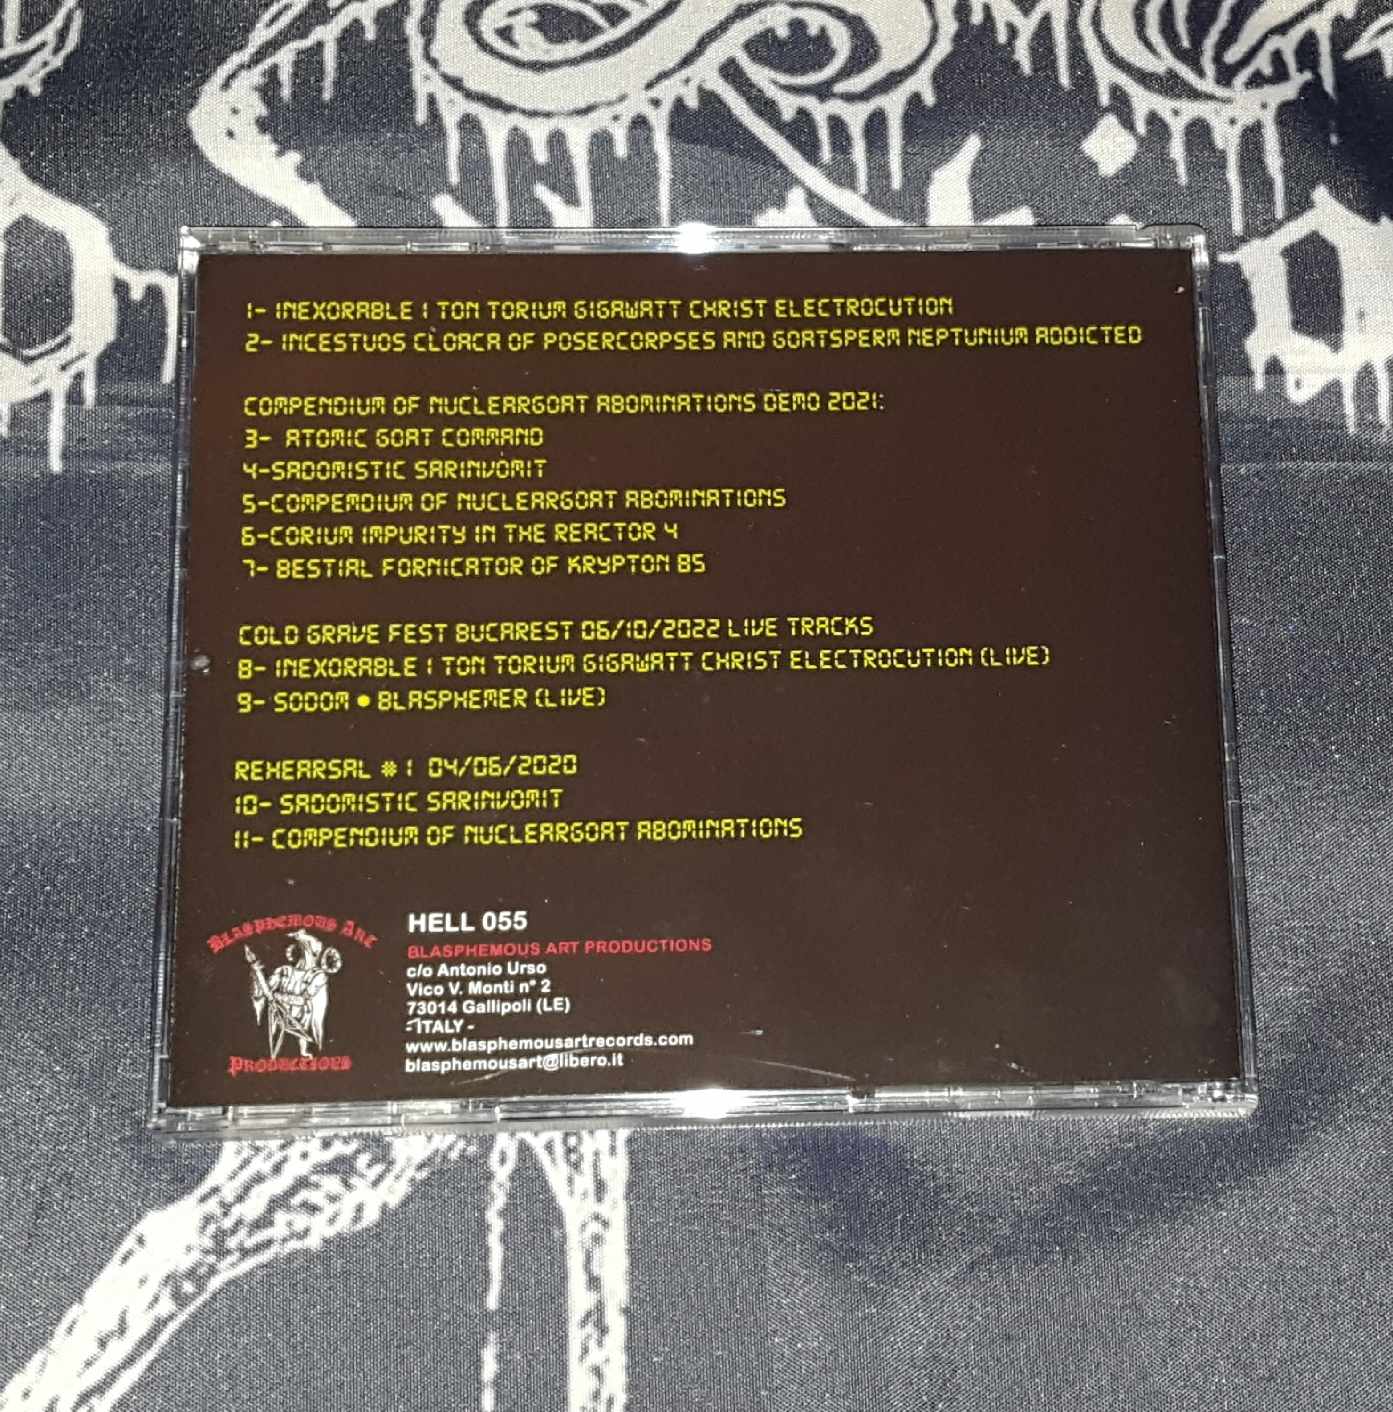 1- INEXORABLE 1 TON TORIUM GIGAWATT CHRIST ELECTROCUTION
2- INCESTUOS CLOACA OF POSERCORPSES AND GOATSPERM NEPTUNIUM ADDICTED
COMPENDIUM OF NUCLEARGOAT ABOMINATIONS DEMO 2021:
3- ATOMIC GOAT COMMAND
4-SADOMISTIC SARINVOMIT
5-COMPEMDIUM OF NUCLEARGOAT ABOMINATIONS
6-CORIUM IMPURITY IN THE REACTOR 4
7- BESTIAL FORNICATOR OF KRYPTON 85
COLD GRAVE FEST BUCAREST 06/10/2022 LIVE TRACKS
8- INEXORABLE 1 TON TORIUM GIGAWATT CHRIST ELECTROCUTION (LIVE)
9- SODOM • BLASPHEMER (LIVE)
REHEARSAL #1 04/06/2020
10- SADOMISTIC SARINVOMIT
11- COMPENDIUM OF NUCLEARGOAT ABOMINATIONS
BLASPHEMOUS ART
PRODUCTIONS
HELL 055
BLASPHEMOUS ART PRODUCTIONS
c/o Antonio Urso
Vico V. Monti n° 2
73014 Gallipoli (LE)
- ITALY -
www.blasphemousartrecords.com
blasphemousart@libero.it